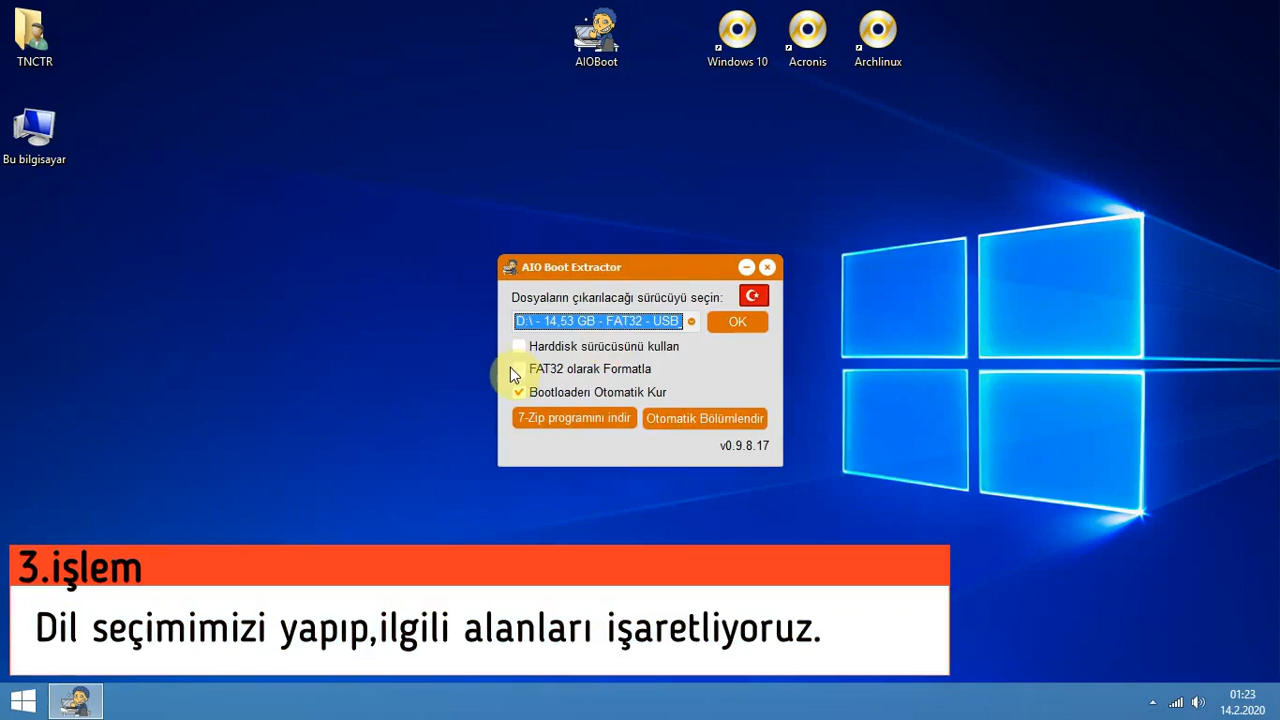 TNCTR
AIOBoot
Windows 10
Acronis
Archlinux
Bu bilgisayar
AIO Boot Extractor
Dosyaların çıkarılacağı sürücüyü seçin:
D:\ - 14,53 GB - FAT32 - USB
OK
Harddisk sürücüsünü kullan
FAT32 olarak Formatla
Bootloaderı Otomatik Kur
7-Zip programını indir
Otomatik Bölümlendir
v0.9.8.17
3.işlem
Dil seçimimizi yapıp,ilgili alanları işaretliyoruz.
01:23
14.2.2020